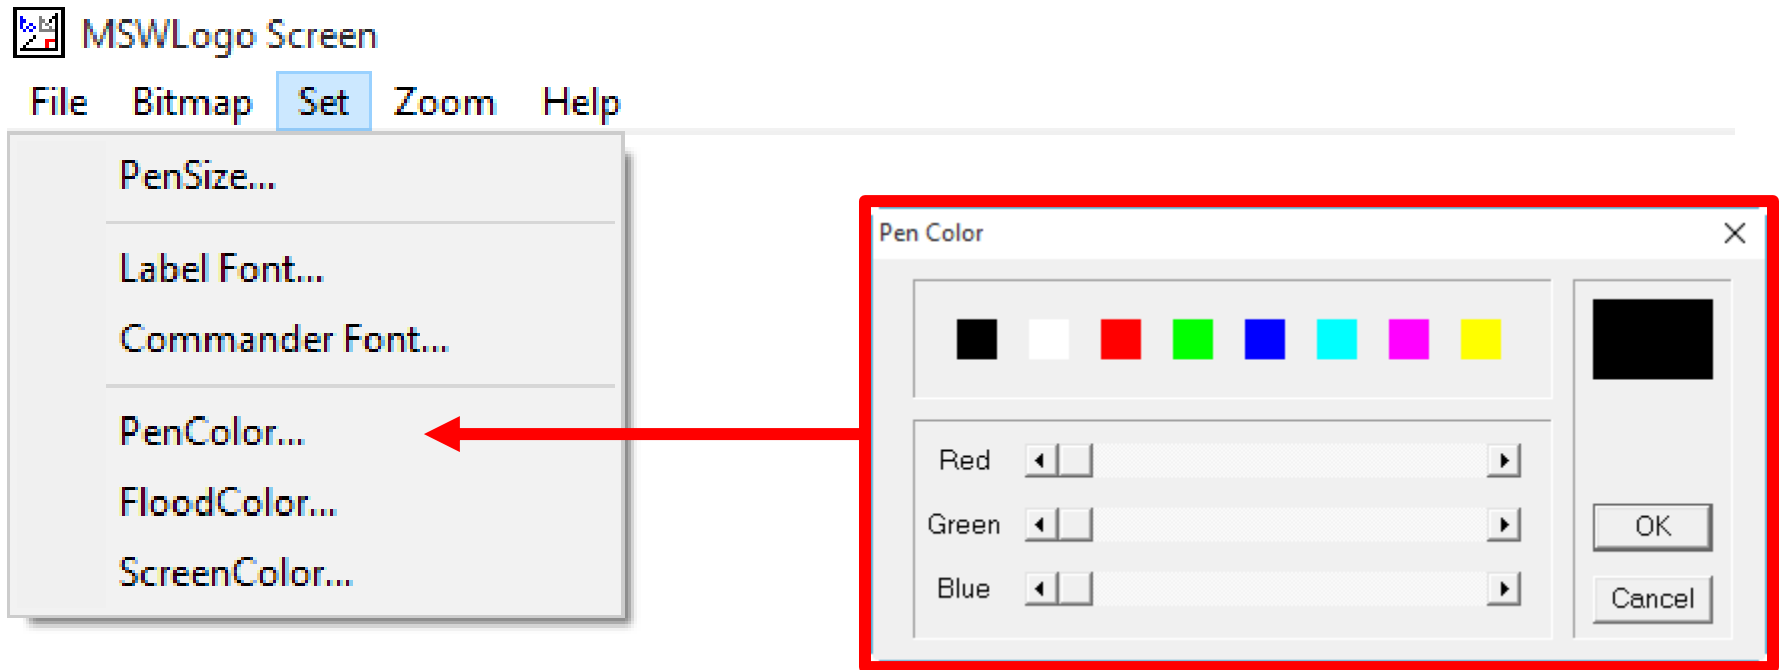 MSWLogo Screen
File Bitmap Set Zoom Help
PenSize...
Label Font...
Commander Font...
PenColor...
FloodColor...
ScreenColor...
Pen Color
Red
Green
Blue
OK
Cancel